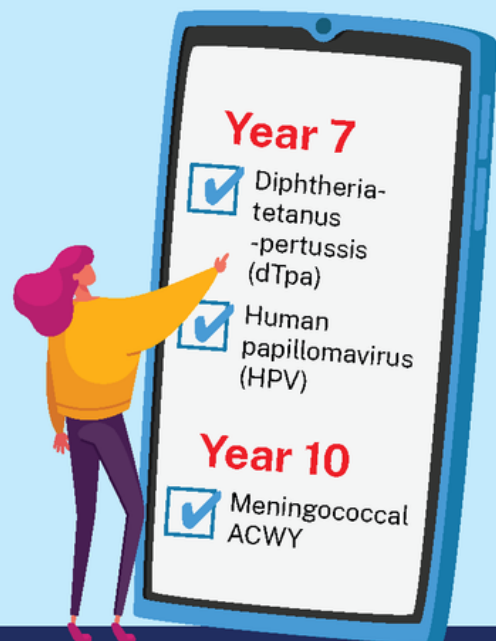 Year 7
Diphtheria-
tetanus
-pertussis
(dTpa)
Human
papillomavirus
(HPV)
Year 10
Meningococcal
ACWY